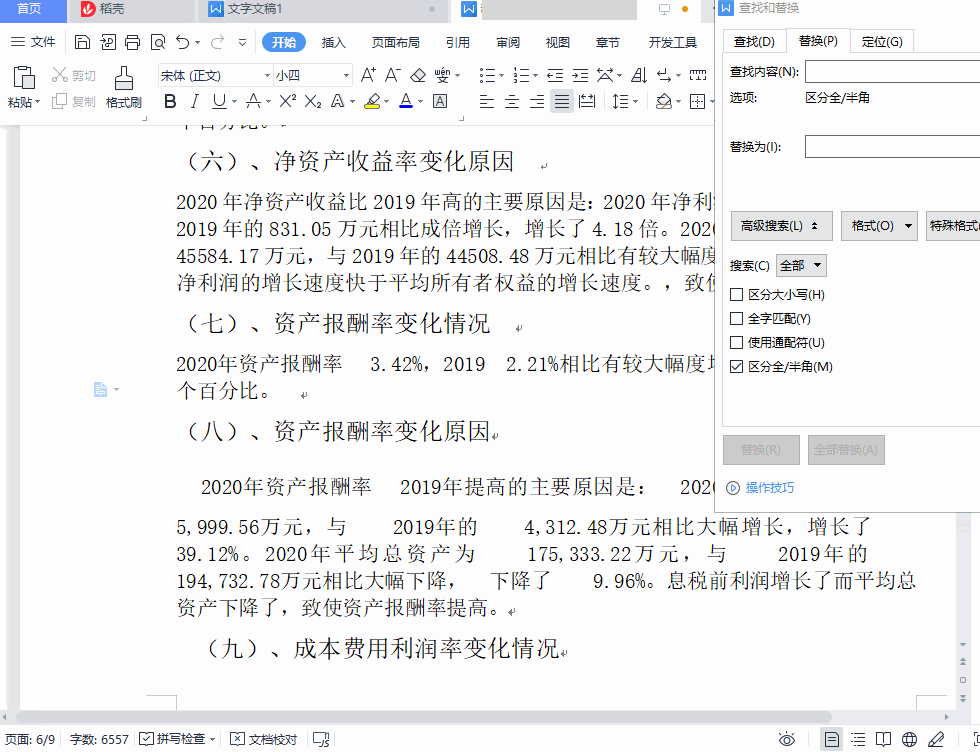 首页 稻壳 文字文稿1
文件 开始 插入 页面布局 引用 审阅 视图 章节 开发工具
粘贴 剪切 复制 格式刷 宋体 (正文) 小四
（六）、净资产收益率变化原因
2020 年净资产收益比 2019 年高的主要原因是：2020 年净利
2019 年的 831.05 万元相比成倍增长，增长了 4.18 倍。202
45584.17 万元，与 2019 年的 44508.48 万元相比有较大幅度
净利润的增长速度快于平均所有者权益的增长速度。，致使
（七）、资产报酬率变化情况
2020年资产报酬率 3.42%，2019 2.21%相比有较大幅度
个百分比。
（八）、资产报酬率变化原因
2020年资产报酬率 2019年提高的主要原因是： 202
5,999.56万元，与 2019年的 4,312.48万元相比大幅增长，增长了
39.12%。2020年平均总资产为 175,333.22万元，与 2019年的
194,732.78万元相比大幅下降， 下降了 9.96%。息税前利润增长了而平均总
资产下降了，致使资产报酬率提高。
（九）、成本费用利润率变化情况
页面: 6/9 字数: 6557 拼写检查 文档校对
查找和替换
查找(D) 替换(P) 定位(G)
查找内容(N):
选项: 区分全/半角
替换为(I):
高级搜索(L) 格式(O) 特殊格式(
搜索(C) 全部
区分大小写(H)
全字匹配(Y)
使用通配符(U)
区分全/半角(M)
替换(R) 全部替换(A)
操作技巧